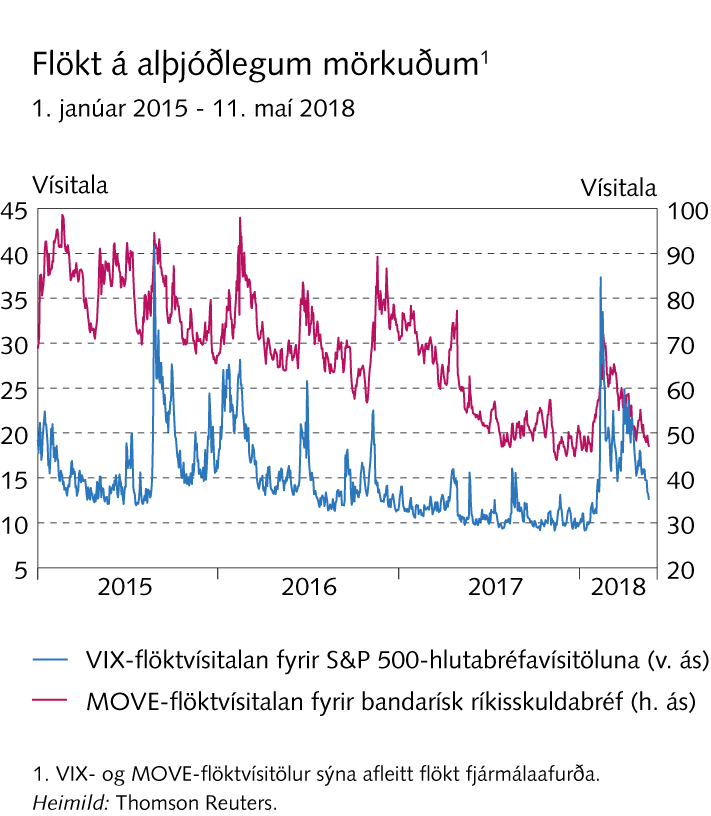 Flökt á alþjóðlegum mörkuðum¹
1. janúar 2015 - 11. maí 2018
Vísitala Vísitala
45 100
40 90
35 80
30 70
25 60
20 50
15 40
10 30
5 20
2015 2016 2017 2018
VIX-flöktvísitalan fyrir S&P 500-hlutabréfavísitöluna (v. ás)
MOVE-flöktvísitalan fyrir bandarísk ríkisskuldabréf (h. ás)
1. VIX- og MOVE-flöktvísitölur sýna afleitt flökt fjármálaafurða.
Heimild: Thomson Reuters.